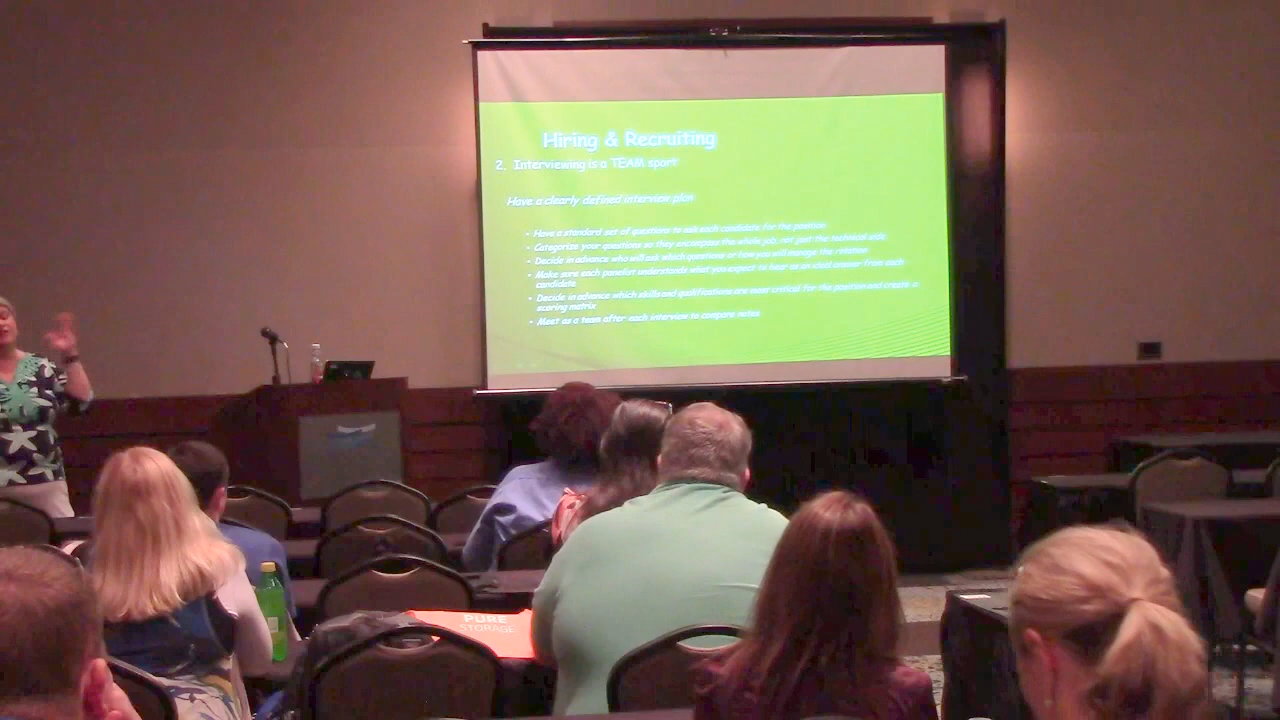 Hiring & Recruiting
2. Interviewing is a TEAM sport
Have a clearly defined interview plan
• Have a standard set of questions to ask each candidate for the position
• Categorize your questions so they encompass the whole job, not just the technical side
• Decide in advance who will ask which questions or how you will manage the rotation
• Make sure each panelist understands what you expect to hear as an ideal answer from each
candidate
• Decide in advance which skills and qualifications are most critical for the position and create a
scoring matrix
• Meet as a team after each interview to compare notes
PURE
STORAGE